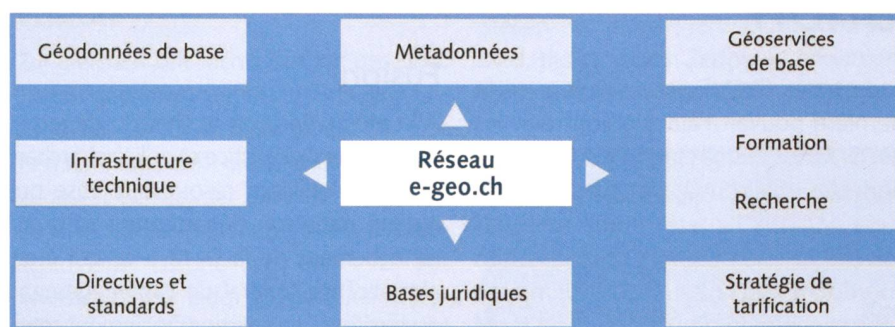 Géodonnées de base
Metadonnées
Géoservices
de base
Infrastructure
technique
Réseau
e-geo.ch
Formation
Recherche
Directives et
standards
Bases juridiques
Stratégie de
tarification